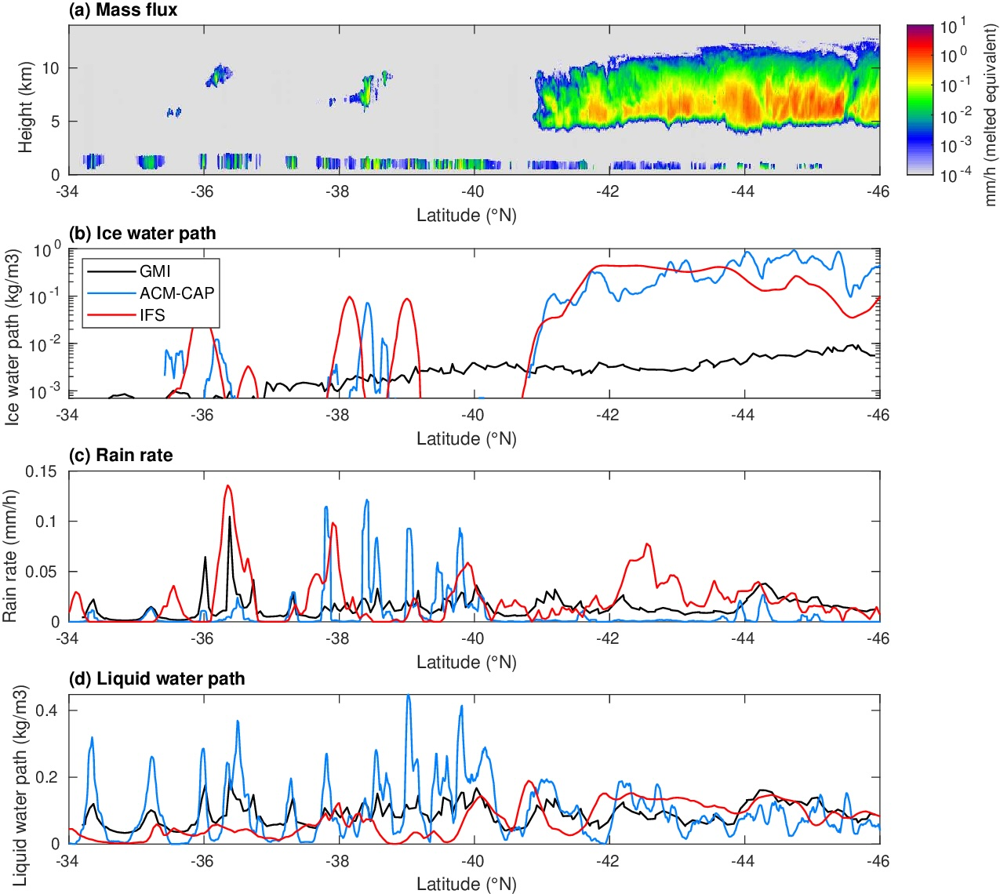 (a) Mass flux
Height (km)
10
5
0
-34 -36 -38 -40 -42 -44 -46
Latitude (°N)
10^1
10^0
10^-1
10^-2
10^-3
10^-4
mm/h (melted equivalent)
(b) Ice water path
Ice water path (kg/m3)
10^0
10^-1
10^-2
10^-3
GMI
ACM-CAP
IFS
-34 -36 -38 -40 -42 -44 -46
Latitude (°N)
(c) Rain rate
Rain rate (mm/h)
0.15
0.1
0.05
0
-34 -36 -38 -40 -42 -44 -46
Latitude (°N)
(d) Liquid water path
Liquid water path (kg/m3)
0.4
0.2
0
-34 -36 -38 -40 -42 -44 -46
Latitude (°N)